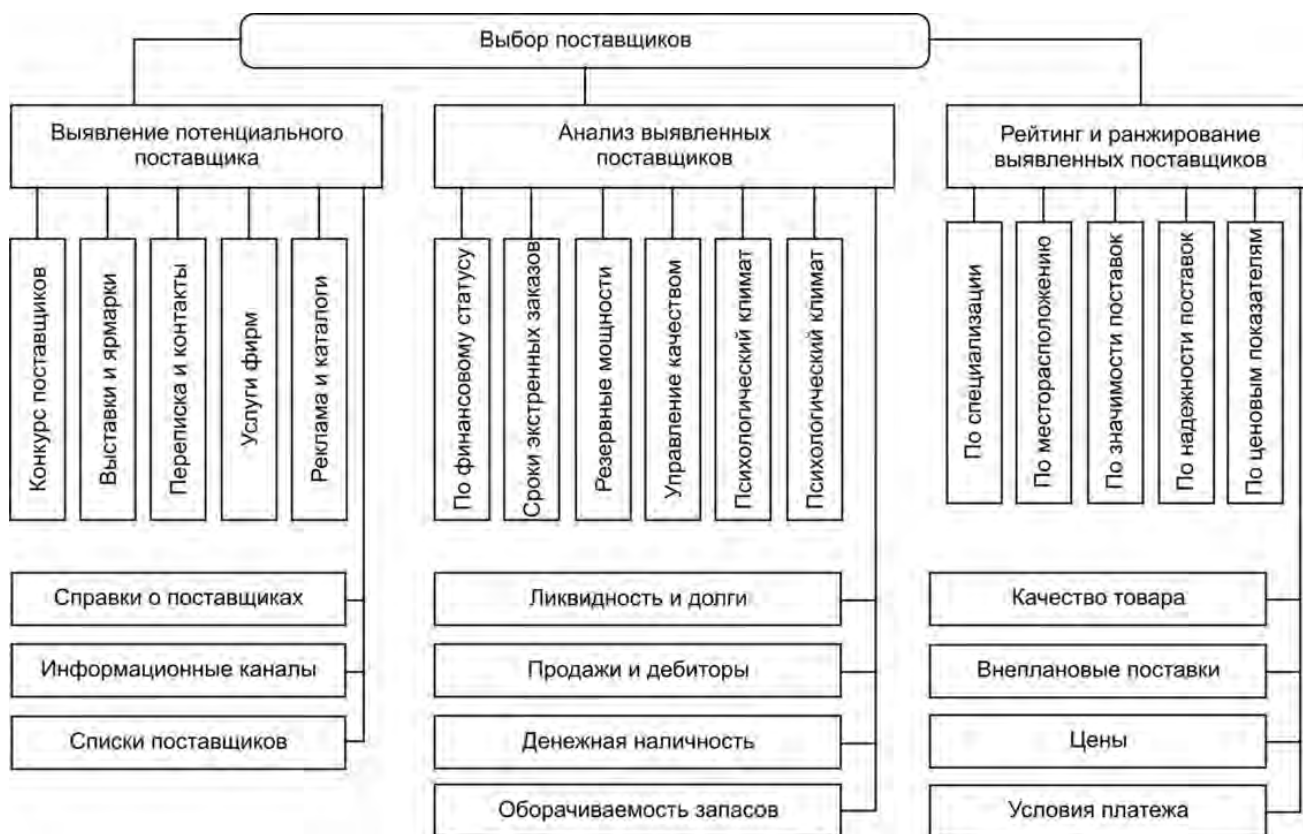 Выбор поставщиков
Выявление потенциального
поставщика
Анализ выявленных
поставщиков
Рейтинг и ранжирование
выявленных поставщиков
Конкурс поставщиков
Выставки и ярмарки
Переписка и контакты
Услуги фирм
Реклама и каталоги
По финансовому статусу
Сроки экстренных заказов
Резервные мощности
Управление качеством
Психологический климат
Психологический климат
По специализации
По месторасположению
По значимости поставок
По надежности поставок
По ценовым показателям
Справки о поставщиках
Информационные каналы
Списки поставщиков
Ликвидность и долги
Продажи и дебиторы
Денежная наличность
Оборачиваемость запасов
Качество товара
Внеплановые поставки
Цены
Условия платежа